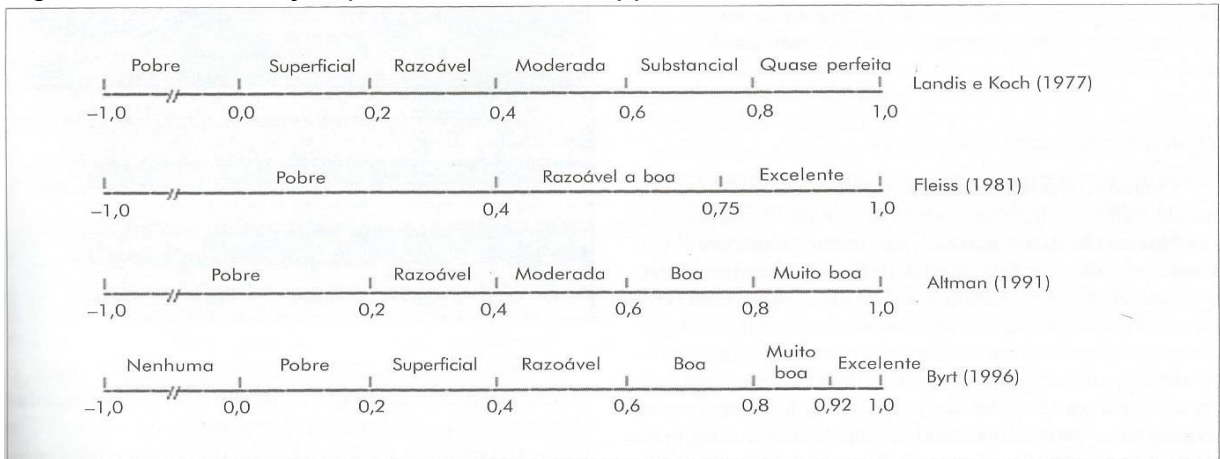 Pobre Superficial Razoável Moderada Substancial Quase perfeita
Landis e Koch (1977)
–1,0 0,0 0,2 0,4 0,6 0,8 1,0
Pobre Razoável a boa Excelente
Fleiss (1981)
–1,0 0,4 0,75 1,0
Pobre Razoável Moderada Boa Muito boa
Altman (1991)
–1,0 0,2 0,4 0,6 0,8 1,0
Nenhuma Pobre Superficial Razoável Boa Muito boa Excelente
Byrt (1996)
–1,0 0,0 0,2 0,4 0,6 0,8 0,92 1,0